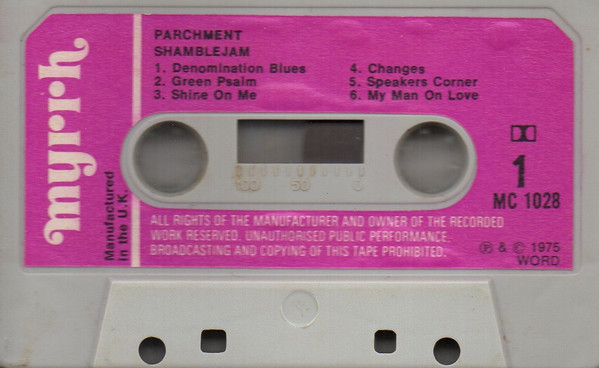 myrrh
Manufactured
in the U.K.
PARCHMENT
SHAMBLEJAM
1. Denomination Blues
2. Green Psalm
3. Shine On Me
4. Changes
5. Speakers Corner
6. My Man On Love
100 50 0
1
MC 1028
ALL RIGHTS OF THE MANUFACTURER AND OWNER OF THE RECORDED
WORK RESERVED. UNAUTHORISED PUBLIC PERFORMANCE.
BROADCASTING AND COPYING OF THIS TAPE PROHIBITED.
℗ & © 1975
WORD